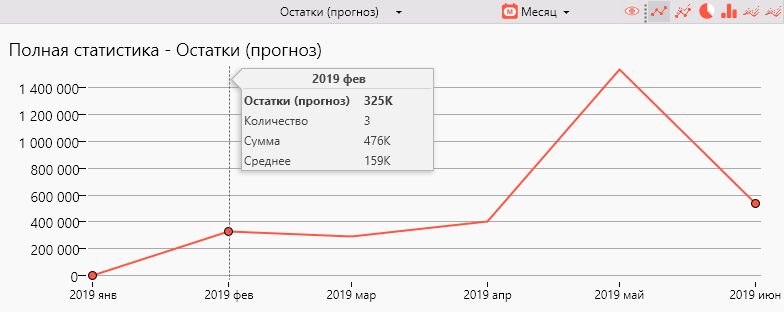 Остатки (прогноз) Месяц
Полная статистика - Остатки (прогноз)
2019 фев
Остатки (прогноз) 325K
Количество 3
Сумма 476K
Среднее 159K
1 400 000
1 200 000
1 000 000
800 000
600 000
400 000
200 000
0
2019 янв 2019 фев 2019 мар 2019 апр 2019 май 2019 июн